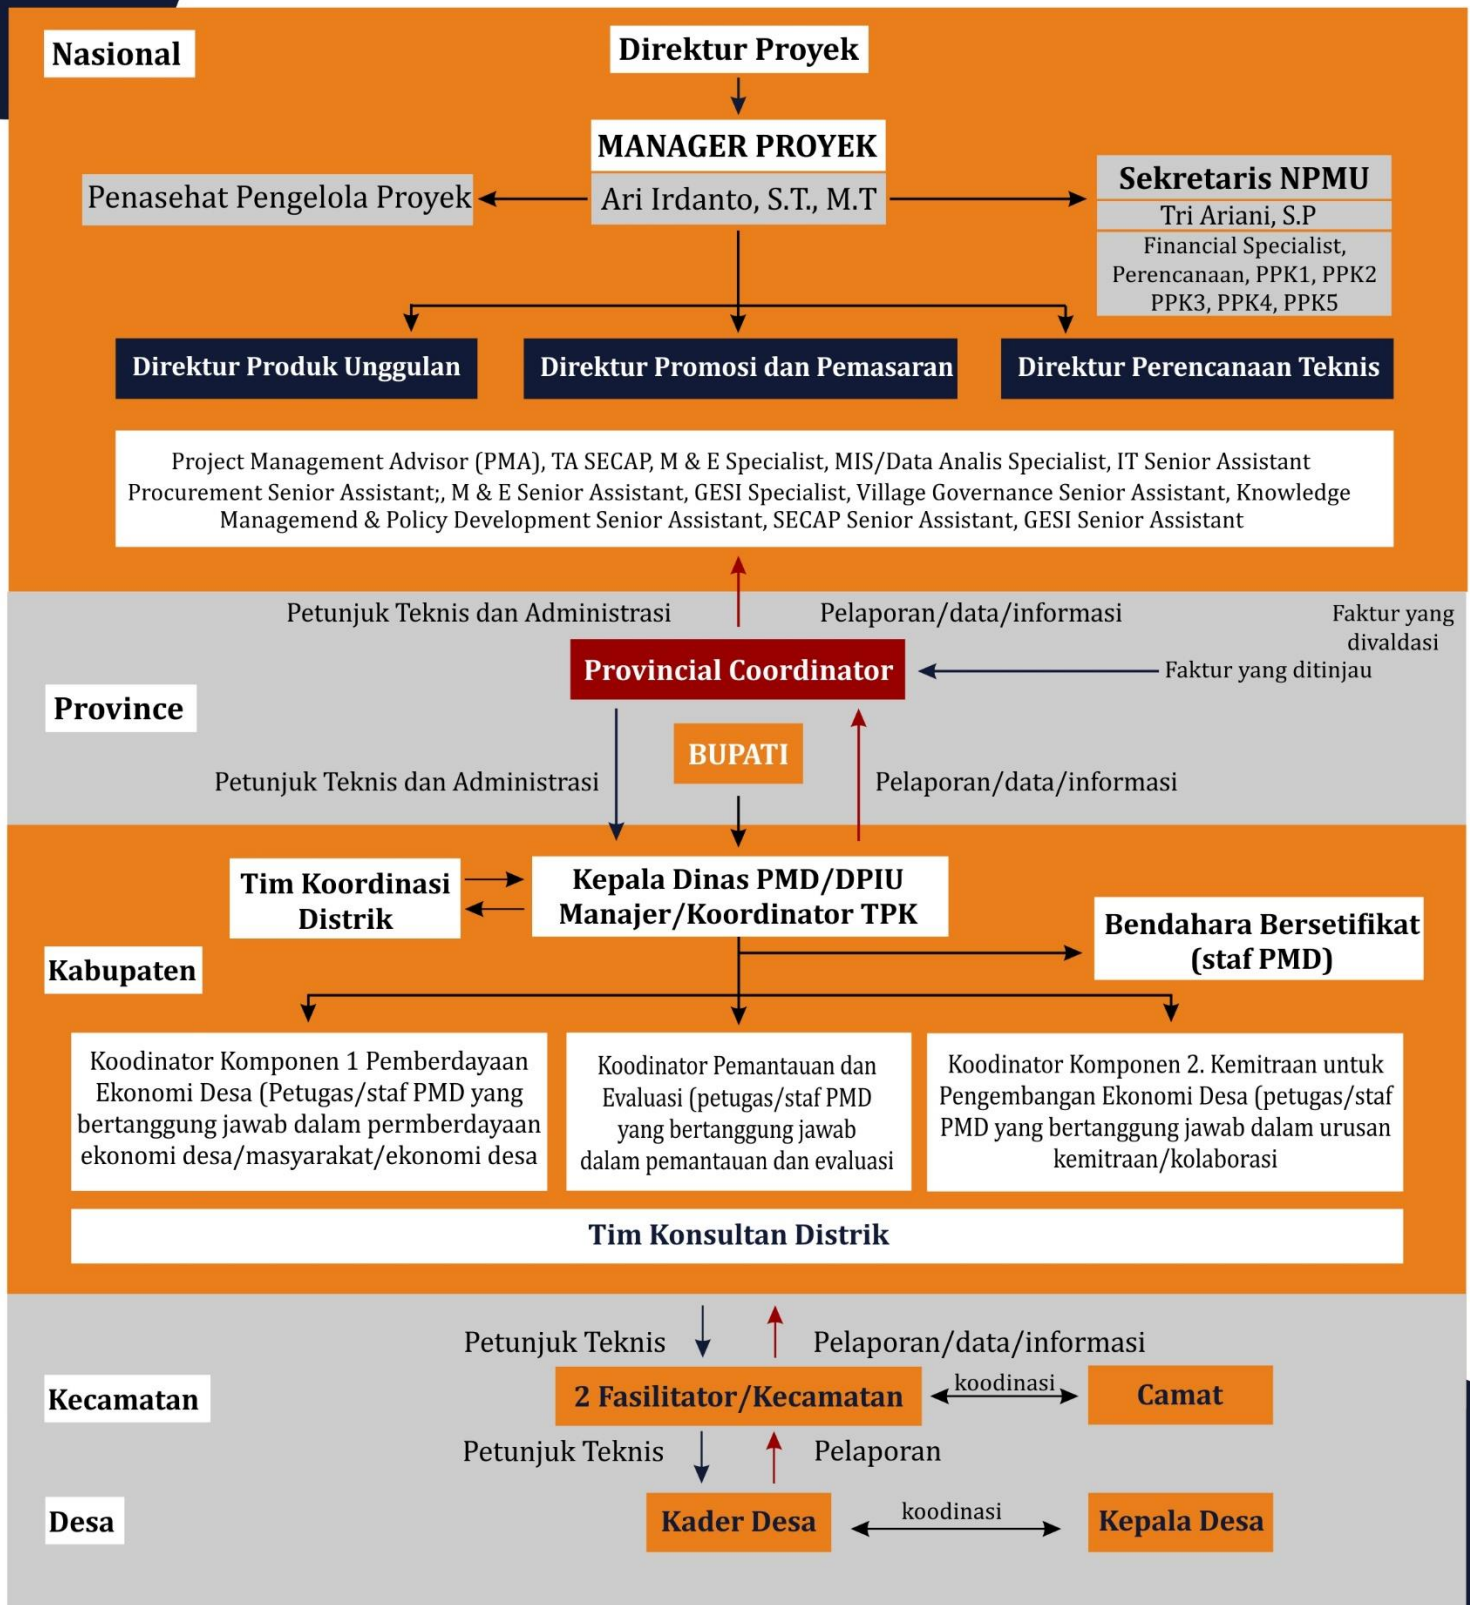 Nasional
Direktur Proyek
MANAGER PROYEK
Ari Irdanto, S.T., M.T
Penasehat Pengelola Proyek
Sekretaris NPMU
Tri Ariani, S.P
Financial Specialist,
Perencanaan, PPK1, PPK2
PPK3, PPK4, PPK5
Direktur Produk Unggulan
Direktur Promosi dan Pemasaran
Direktur Perencanaan Teknis
Project Management Advisor (PMA), TA SECAP, M & E Specialist, MIS/Data Analis Specialist, IT Senior Assistant
Procurement Senior Assistant;, M & E Senior Assistant, GESI Specialist, Village Governance Senior Assistant, Knowledge
Managemend & Policy Development Senior Assistant, SECAP Senior Assistant, GESI Senior Assistant
Petunjuk Teknis dan Administrasi
Pelaporan/data/informasi
Faktur yang
divaldasi
Provincial Coordinator
Faktur yang ditinjau
Province
BUPATI
Petunjuk Teknis dan Administrasi
Pelaporan/data/informasi
Tim Koordinasi
Distrik
Kepala Dinas PMD/DPIU
Manajer/Koordinator TPK
Bendahara Bersetifikat
(staf PMD)
Kabupaten
Koodinator Komponen 1 Pemberdayaan
Ekonomi Desa (Petugas/staf PMD yang
bertanggung jawab dalam permberdayaan
ekonomi desa/masyarakat/ekonomi desa
Koodinator Pemantauan dan
Evaluasi (petugas/staf PMD
yang bertanggung jawab
dalam pemantauan dan evaluasi
Koodinator Komponen 2. Kemitraan untuk
Pengembangan Ekonomi Desa (petugas/staf
PMD yang bertanggung jawab dalam urusan
kemitraan/kolaborasi
Tim Konsultan Distrik
Petunjuk Teknis
Pelaporan/data/informasi
Kecamatan
2 Fasilitator/Kecamatan
koodinasi
Camat
Petunjuk Teknis
Pelaporan
Desa
Kader Desa
koodinasi
Kepala Desa